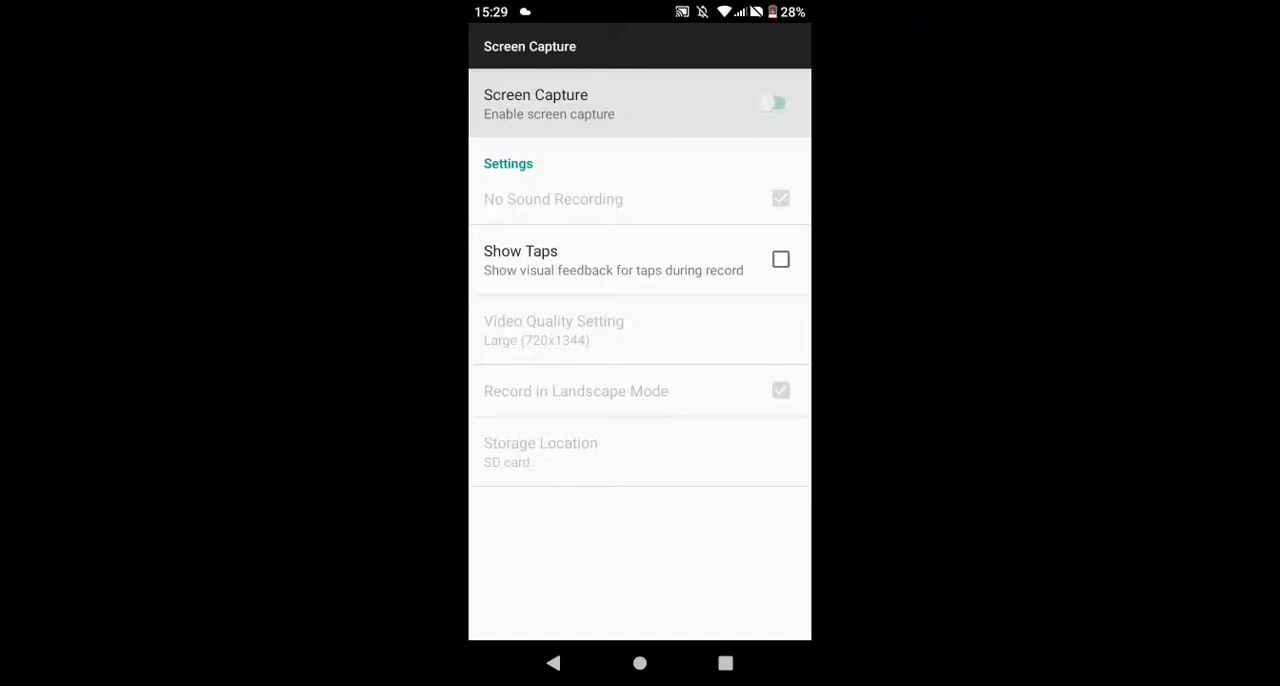 15:29 28%
Screen Capture
Screen Capture
Enable screen capture
Settings
No Sound Recording
Show Taps
Show visual feedback for taps during record
Video Quality Setting
Large (720x1344)
Record in Landscape Mode
Storage Location
SD card